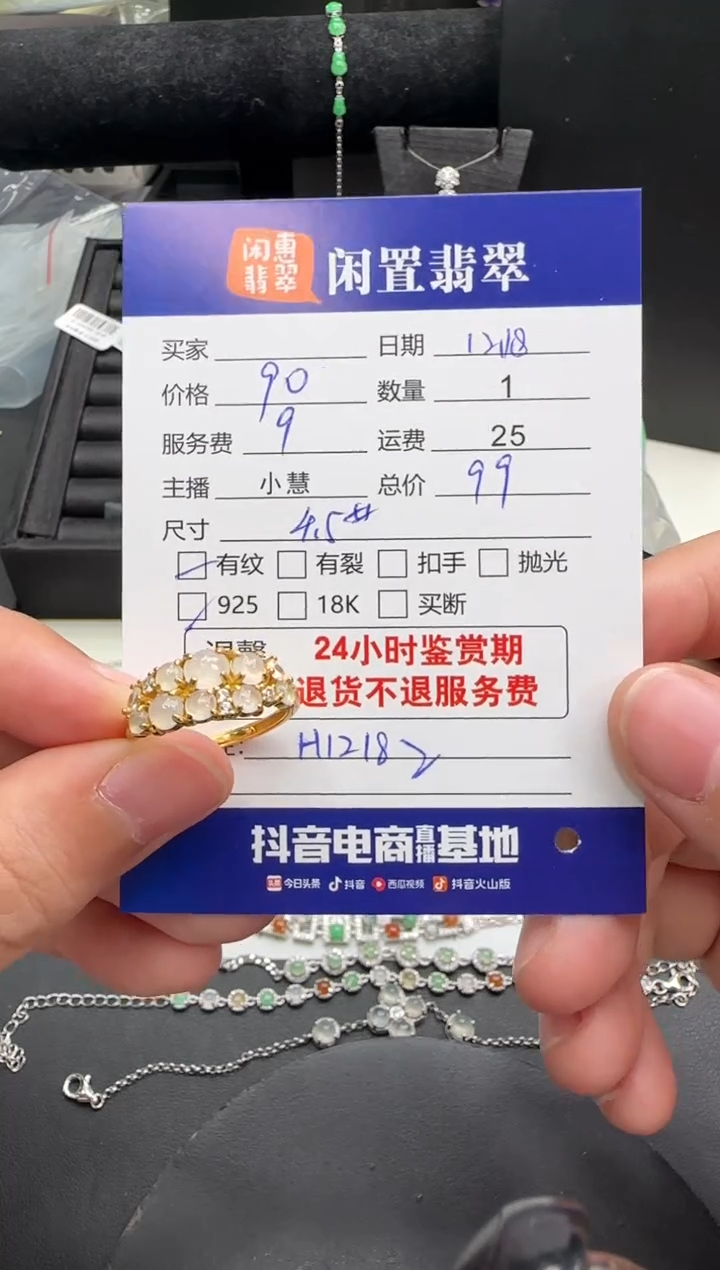 闲惠翡翠 闲置翡翠
买家 日期 12/18
价格 90 数量 1
服务费 9 运费 25
主播 小慧 总价 99
尺寸 4.5#
有纹 有裂 扣手 抛光
925 18K 买断
24小时鉴赏期
退货不退服务费
H1218
抖音电商直播基地
今日头条 抖音 西瓜视频 抖音火山版